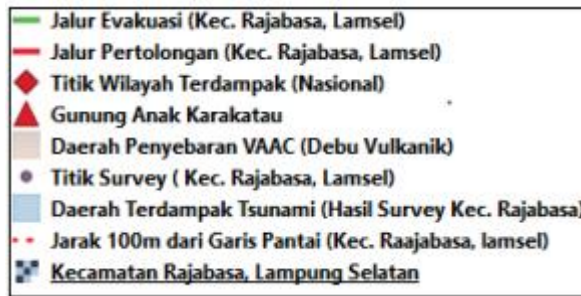 Jalur Evakuasi (Kec. Rajabasa, Lamsel)
Jalur Pertolongan (Kec. Rajabasa, Lamsel)
Titik Wilayah Terdampak (Nasional)
Gunung Anak Karakatau
Daerah Penyebaran VAAC (Debu Vulkanik)
Titik Survey ( Kec. Rajabasa, Lamsel)
Daerah Terdampak Tsunami (Hasil Survey Kec. Rajabasa)
Jarak 100m dari Garis Pantai (Kec. Raajabasa, lamsel)
Kecamatan Rajabasa, Lampung Selatan